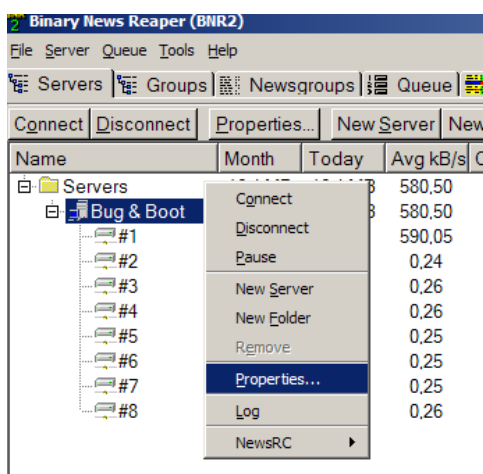 Binary News Reaper (BNR2)
File Server Queue Tools Help
Servers Groups Newsgroups Queue
Connect Disconnect Properties... New Server New
Name Month Today Avg kB/s
Servers 580,50
Bug & Boot 580,50
#1 590,05
#2 0,24
#3 0,26
#4 0,26
#5 0,25
#6 0,25
#7 0,25
#8 0,26
Connect
Disconnect
Pause
New Server
New Folder
Remove
Properties...
Log
NewsRC